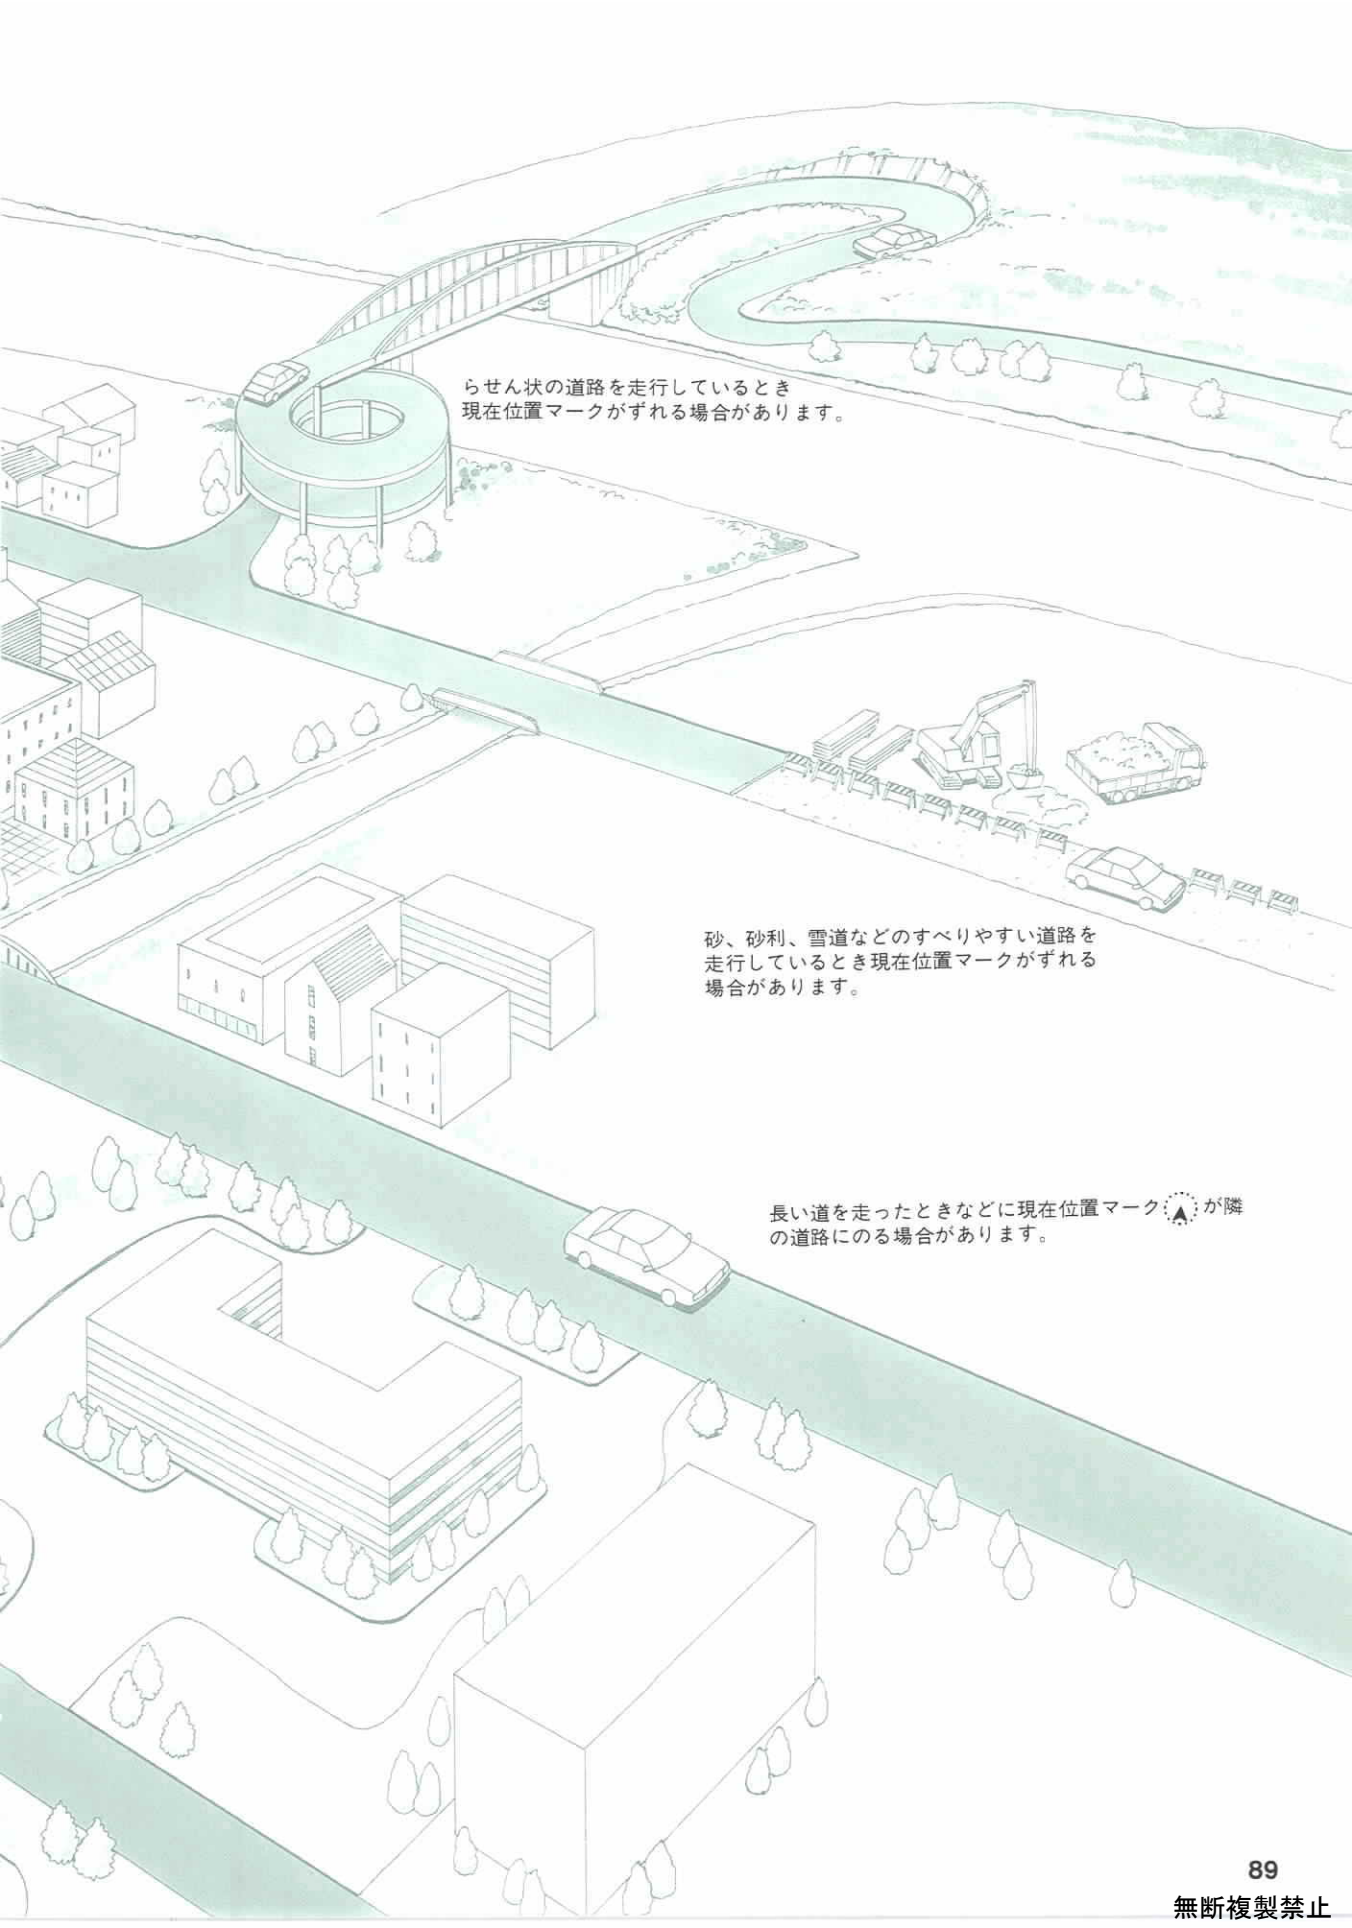 らせん状の道路を走行しているとき
現在位置マークがずれる場合があります。
砂、砂利、雪道などのすべりやすい道路を
走行しているとき現在位置マークがずれる
場合があります。
長い道を走ったときなどに現在位置マークが隣
の道路にのる場合があります。
89
無断複製禁止